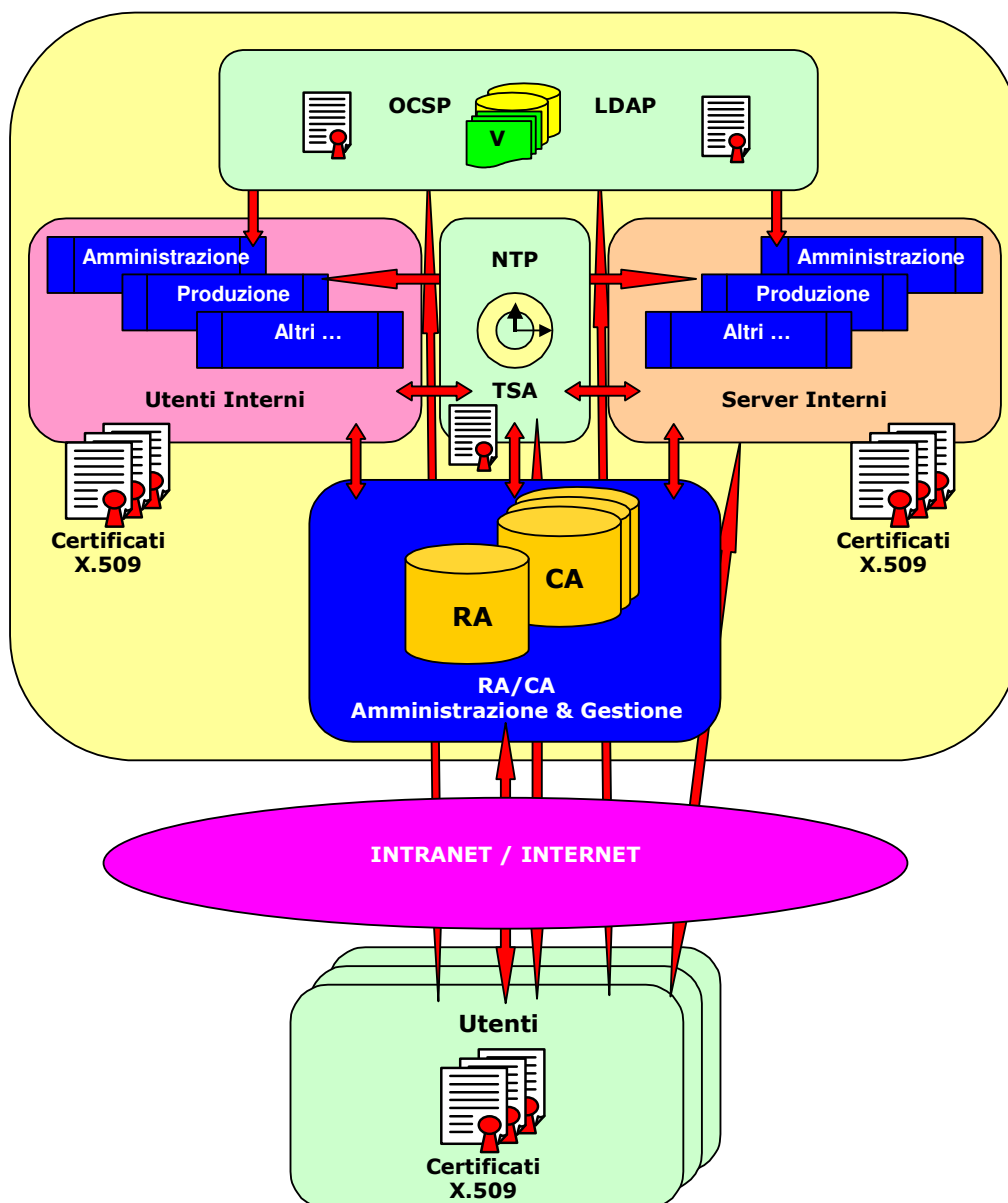 OCSP
LDAP
V
Amministrazione
Produzione
Altri ...
Utenti Interni
NTP
TSA
Amministrazione
Produzione
Altri ...
Server Interni
Certificati
X.509
Certificati
X.509
CA
RA
RA/CA
Amministrazione & Gestione
INTRANET / INTERNET
Utenti
Certificati
X.509